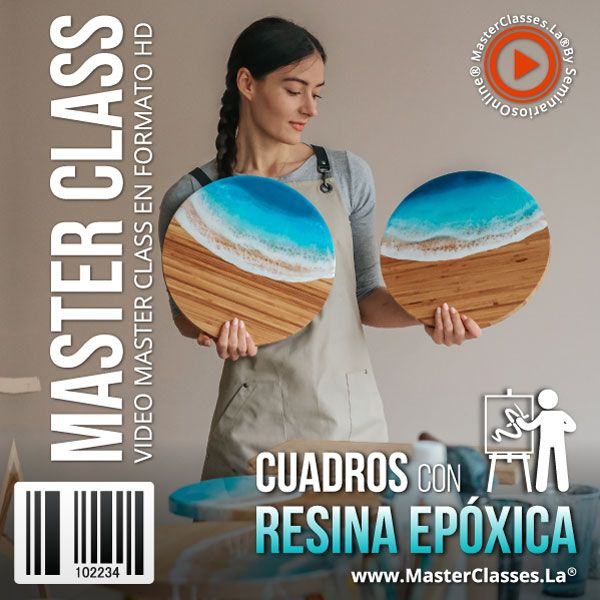 MASTER CLASS
VIDEO MASTER CLASS EN FORMATO HD
MasterClasses.La® By SeminariosOnline®
CUADROS CON
RESINA EPÓXICA
www.MasterClasses.La®
102234